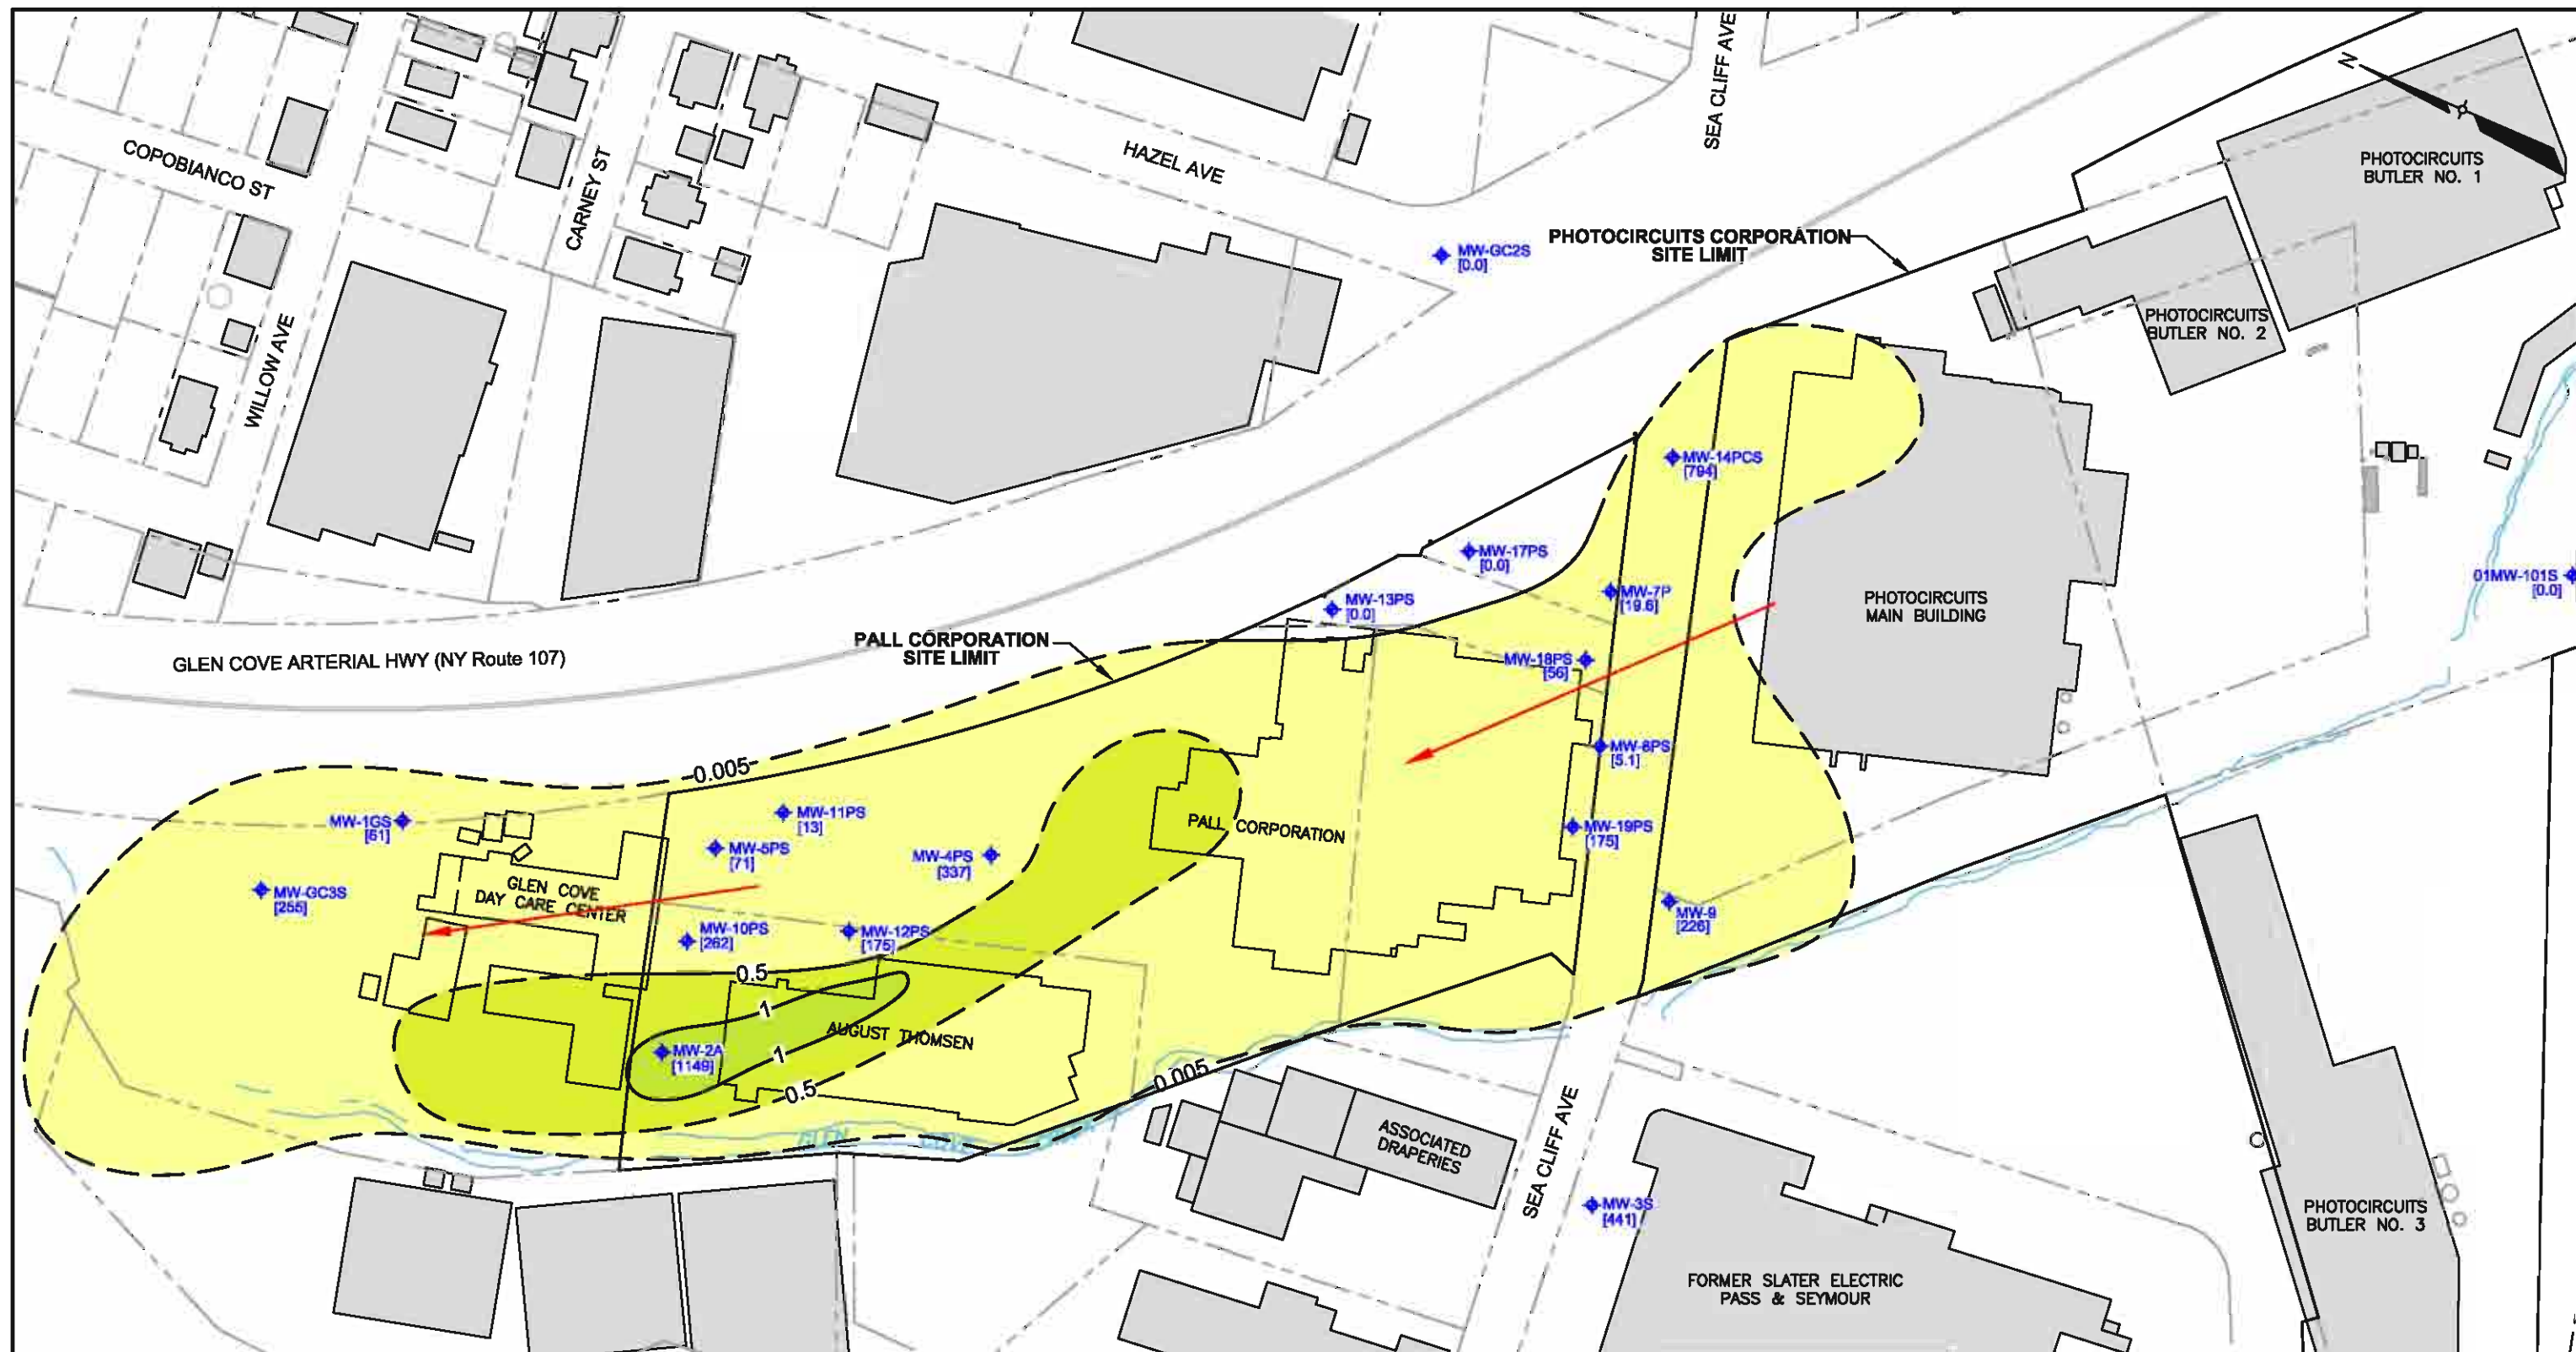 SEA CLIFF AVE
N
COPOBIANCO ST
CARNEY ST
HAZEL AVE
PHOTOCIRCUITS
BUTLER NO. 1
WILLOW AVE
MW-GC2S
[0.0]
PHOTOCIRCUITS CORPORATION
SITE LIMIT
PHOTOCIRCUITS
BUTLER NO. 2
MW-14PCS
[794]
MW-17PS
[0.0]
MW-7P
[19.6]
01MW-101S
[0.0]
MW-13PS
[0.0]
PHOTOCIRCUITS
MAIN BUILDING
GLEN COVE ARTERIAL HWY (NY Route 107)
PALL CORPORATION
SITE LIMIT
MW-18PS
[56]
MW-8PS
[5.1]
0.005
MW-1GS
[61]
MW-11PS
[13]
MW-5PS
[71]
MW-4PS
[337]
PALL CORPORATION
MW-19PS
[175]
MW-GC3S
[255]
GLEN COVE
DAY CARE CENTER
MW-10PS
[262]
MW-12PS
[175]
MW-9
[226]
0.5
1
AUGUST THOMSEN
MW-2A
[1149]
1
0.5
0.005
GLEN
ASSOCIATED
DRAPERIES
SEA CLIFF AVE
MW-3S
[441]
PHOTOCIRCUITS
BUTLER NO. 3
FORMER SLATER ELECTRIC
PASS & SEYMOUR